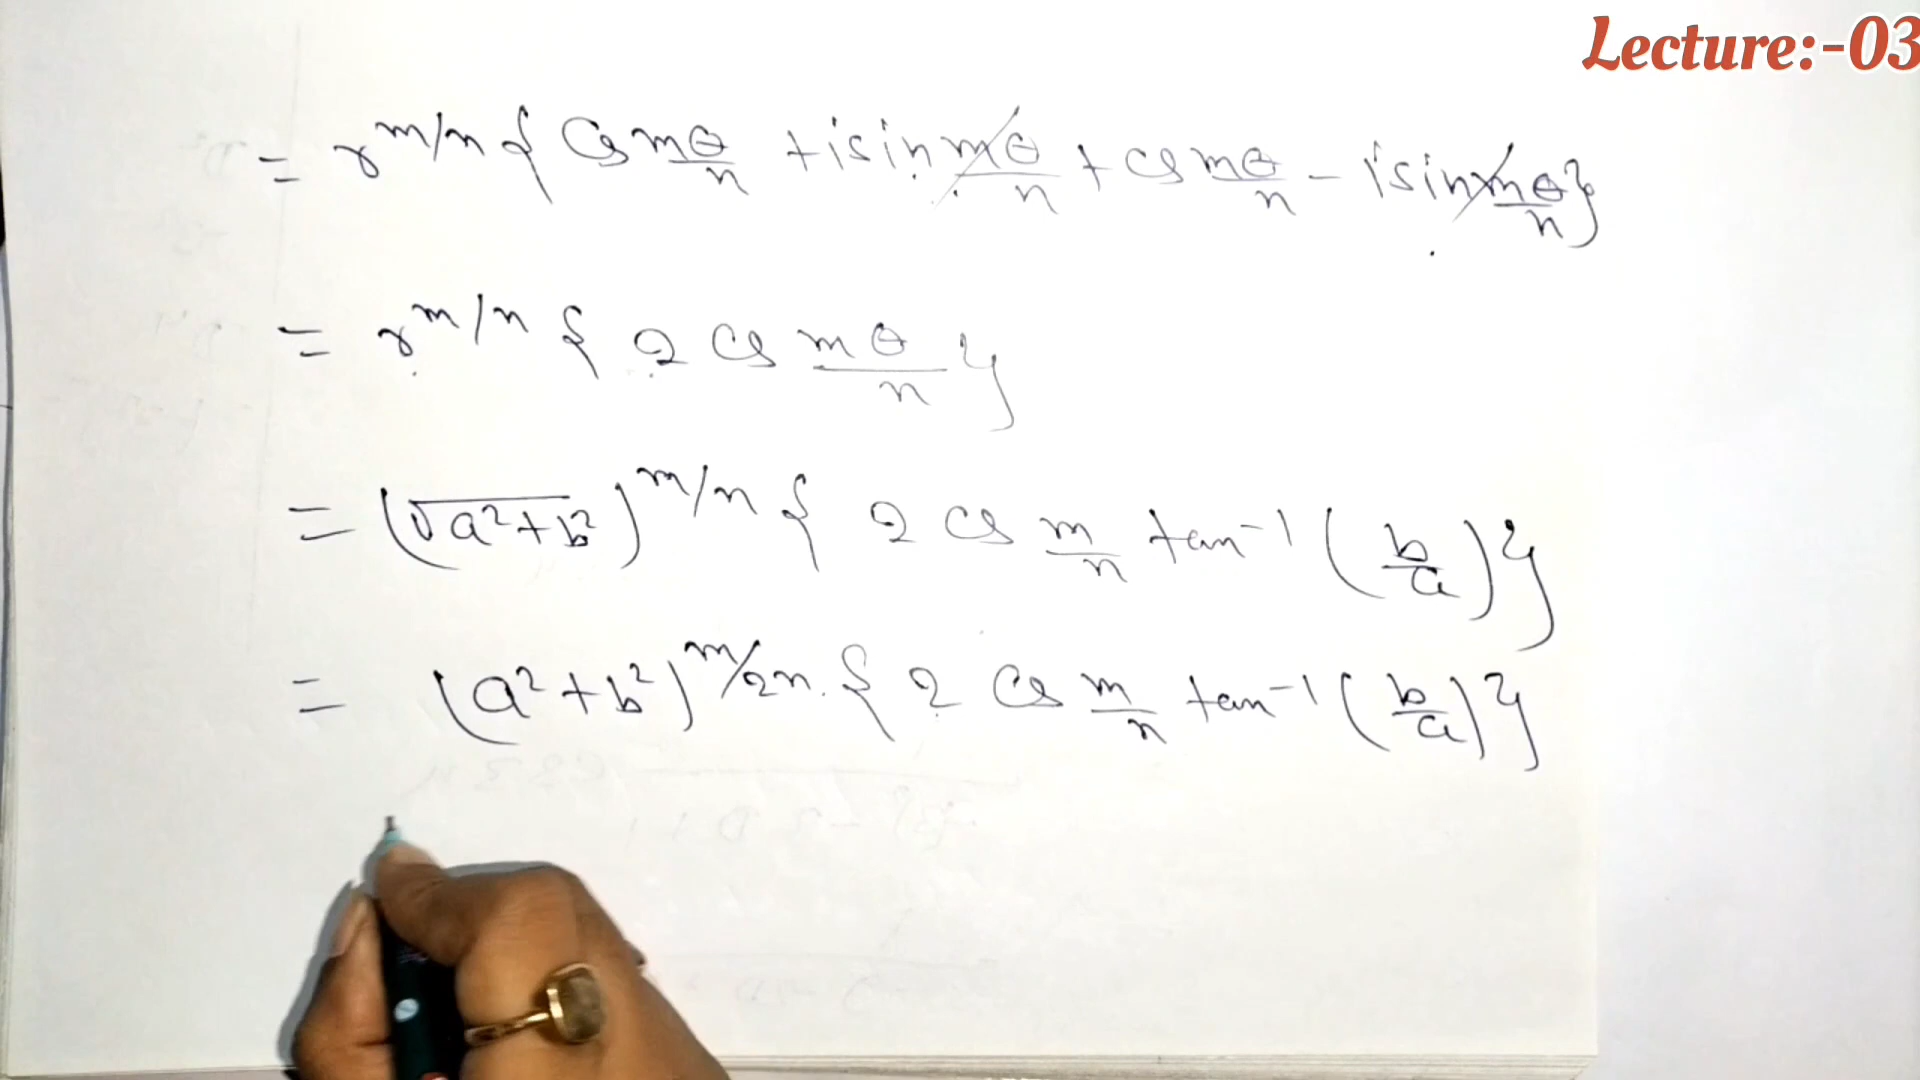 Lecture:-03
= r^m/n { Cos mθ/n + i sin mθ/n + cos mθ/n - i sin mθ/n }
= r^m/n { 2 cos mθ/n }
= (√a²+b²)^m/n { 2 cos m/n tan⁻¹ (b/a) }
= (a²+b²)^m/2n . { 2 cos m/n tan⁻¹ (b/a) }